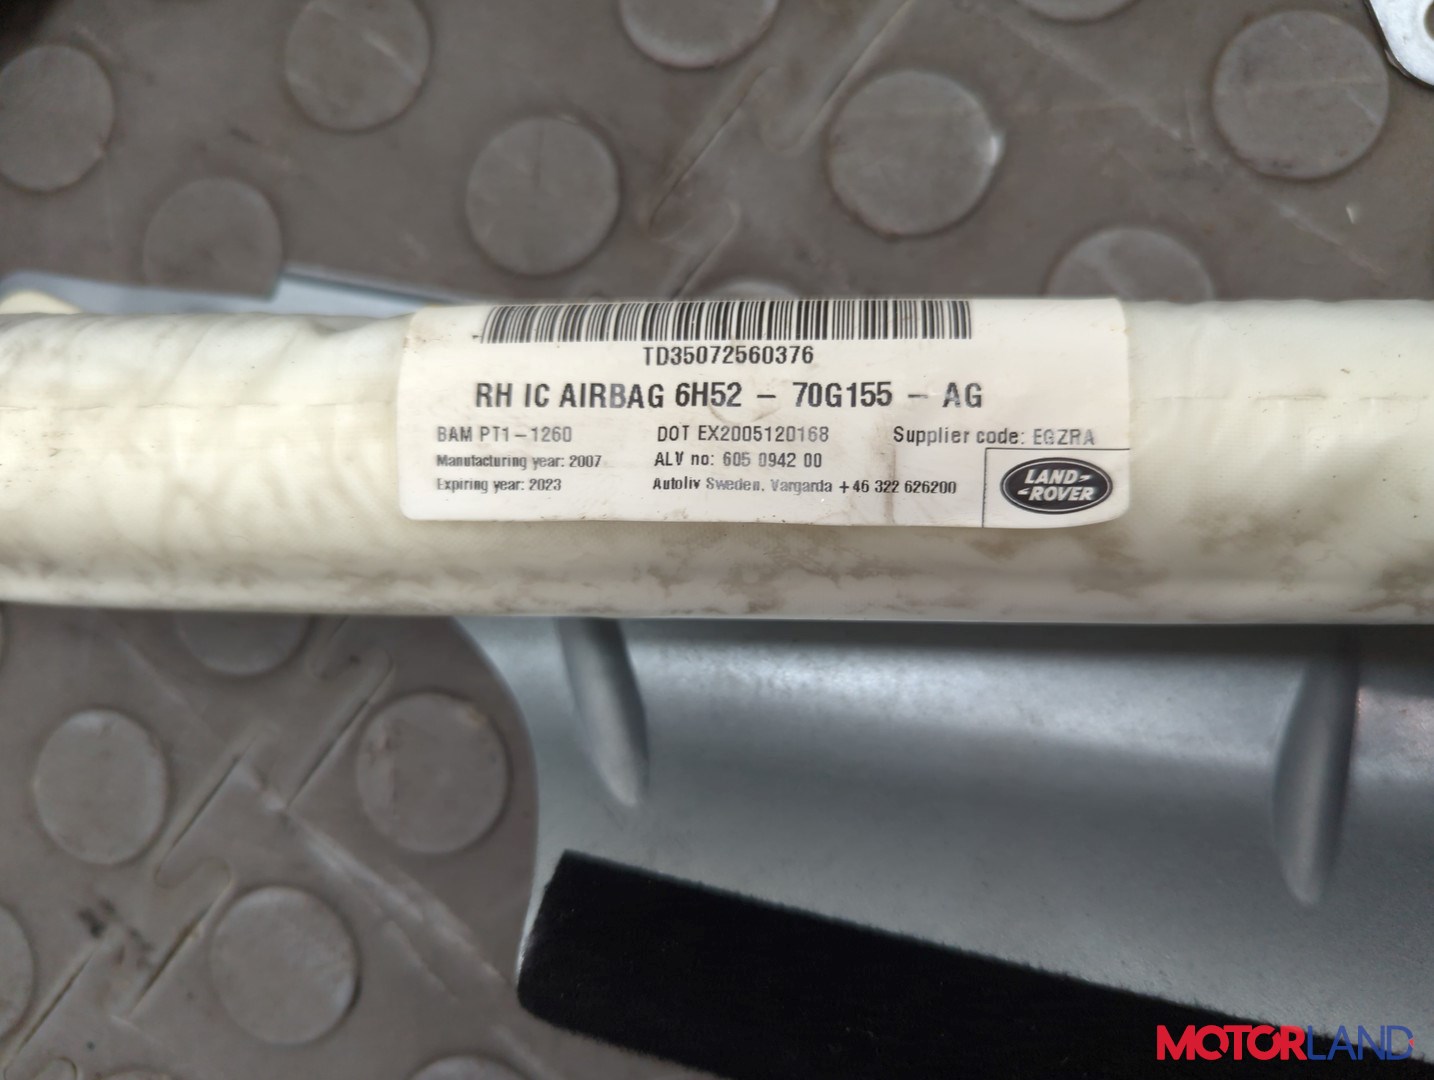 TD35072560376
RH IC AIRBAG 6H52 - 70G155 - AG
BAM PT1-1260 DOT EX2005120168 Supplier code: EGZRA
Manufacturing year: 2007 ALV no: 605 0942 00
Expiring year: 2023 Autoliv Sweden, Vargarda +46 322 626200
LAND-
-ROVER
MOTORLAND